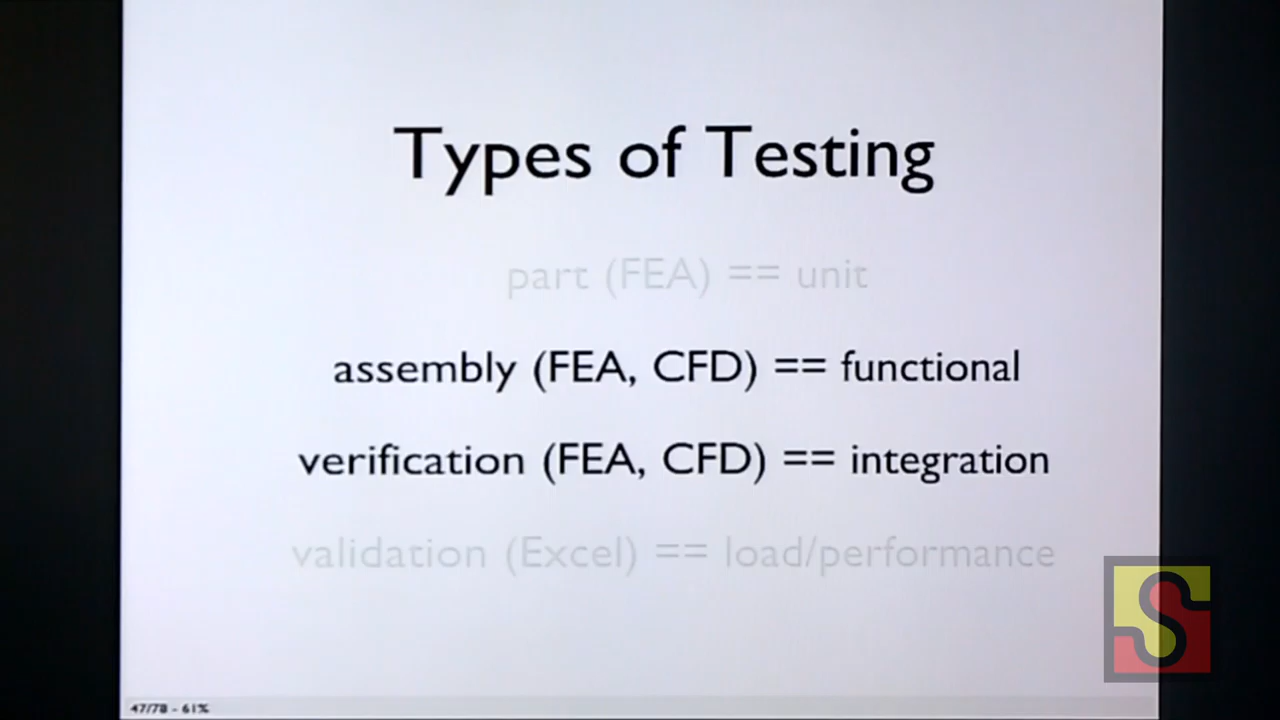 Types of Testing
part (FEA) == unit
assembly (FEA, CFD) == functional
verification (FEA, CFD) == integration
validation (Excel) == load/performance
47/78 - 61%
S